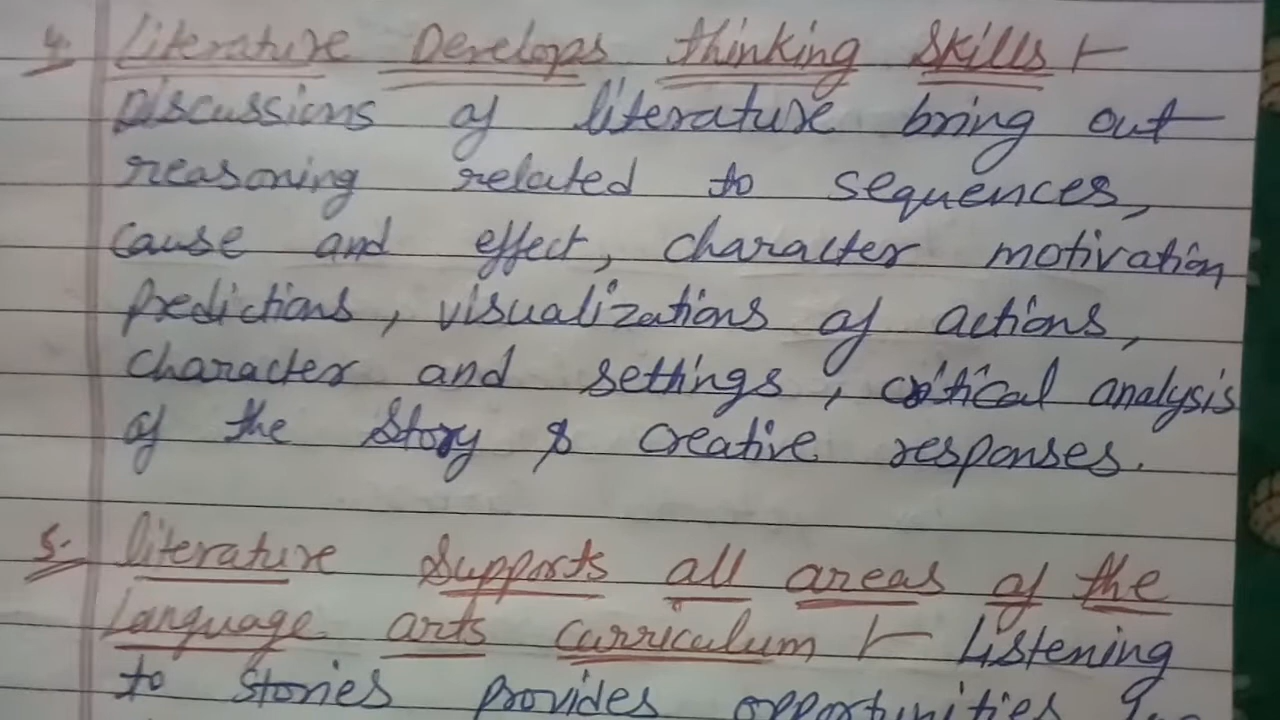 4. Literature Develops thinking Skills :-
Discussions of literature bring out
reasoning related to sequences,
cause and effect, character motivation
predictions, visualizations of actions,
character and settings, critical analysis
of the Story & creative responses.
5. literature Supports all areas of the
language arts curriculum :- Listening
to stories provides opportunities